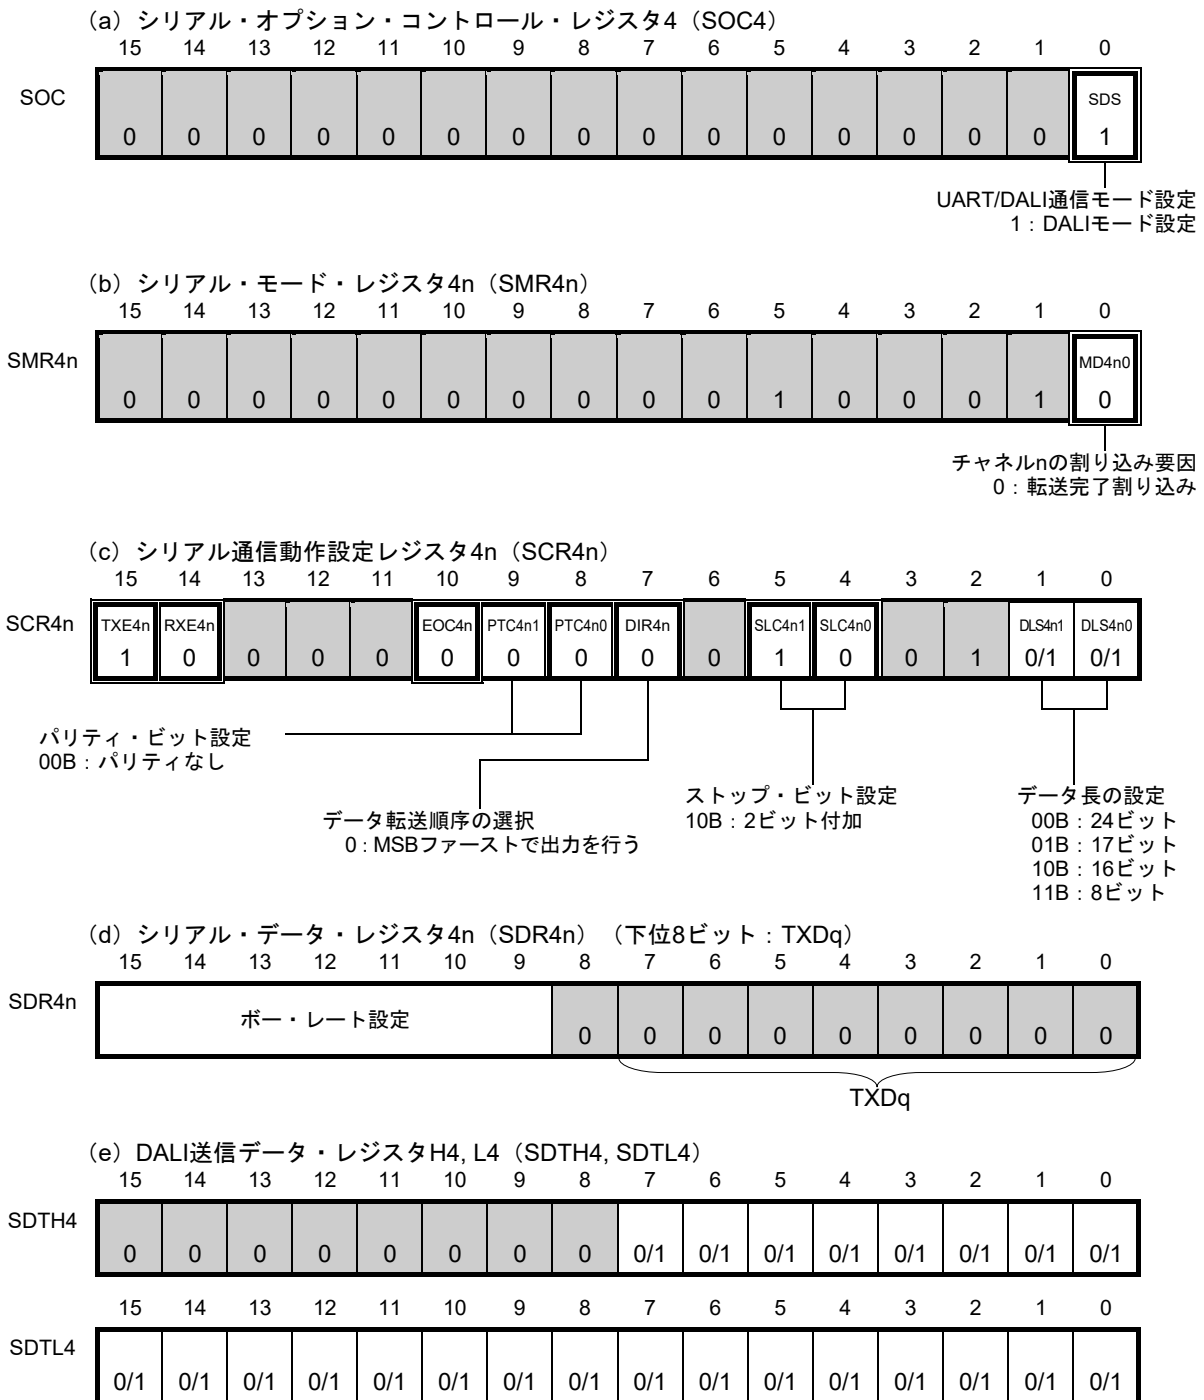 (a) シリアル・オプション・コントロール・レジスタ4（SOC4）
15 14 13 12 11 10 9 8 7 6 5 4 3 2 1 0
SOC
SDS
0 0 0 0 0 0 0 0 0 0 0 0 0 0 0 1
UART/DALI通信モード設定
1：DALIモード設定
(b) シリアル・モード・レジスタ4n（SMR4n）
15 14 13 12 11 10 9 8 7 6 5 4 3 2 1 0
SMR4n
MD4n0
0 0 0 0 0 0 0 0 0 0 1 0 0 0 1 0
チャネルnの割り込み要因
0：転送完了割り込み
(c) シリアル通信動作設定レジスタ4n（SCR4n）
15 14 13 12 11 10 9 8 7 6 5 4 3 2 1 0
SCR4n
TXE4n RXE4n EOC4n PTC4n1 PTC4n0 DIR4n SLC4n1 SLC4n0 DLS4n1 DLS4n0
1 0 0 0 0 0 0 0 0 0 1 0 0 1 0/1 0/1
パリティ・ビット設定
00B：パリティなし
データ転送順序の選択
0：MSBファーストで出力を行う
ストップ・ビット設定
10B：2ビット付加
データ長の設定
00B：24ビット
01B：17ビット
10B：16ビット
11B：8ビット
(d) シリアル・データ・レジスタ4n（SDR4n）（下位8ビット：TXDq）
15 14 13 12 11 10 9 8 7 6 5 4 3 2 1 0
SDR4n
ボー・レート設定
0 0 0 0 0 0 0 0 0
TXDq
(e) DALI送信データ・レジスタH4, L4（SDTH4, SDTL4）
15 14 13 12 11 10 9 8 7 6 5 4 3 2 1 0
SDTH4
0 0 0 0 0 0 0 0 0/1 0/1 0/1 0/1 0/1 0/1 0/1 0/1
15 14 13 12 11 10 9 8 7 6 5 4 3 2 1 0
SDTL4
0/1 0/1 0/1 0/1 0/1 0/1 0/1 0/1 0/1 0/1 0/1 0/1 0/1 0/1 0/1 0/1